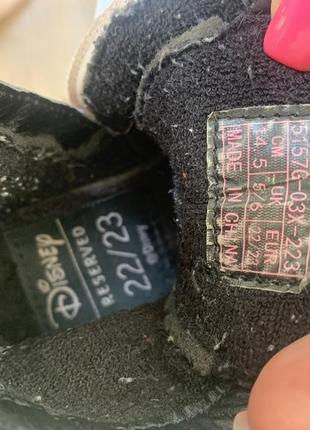 Disney
RESERVED
22/23
5157G-03X-223
CM UK EUR
14,5 5/5 22/23
MADE IN CHINA